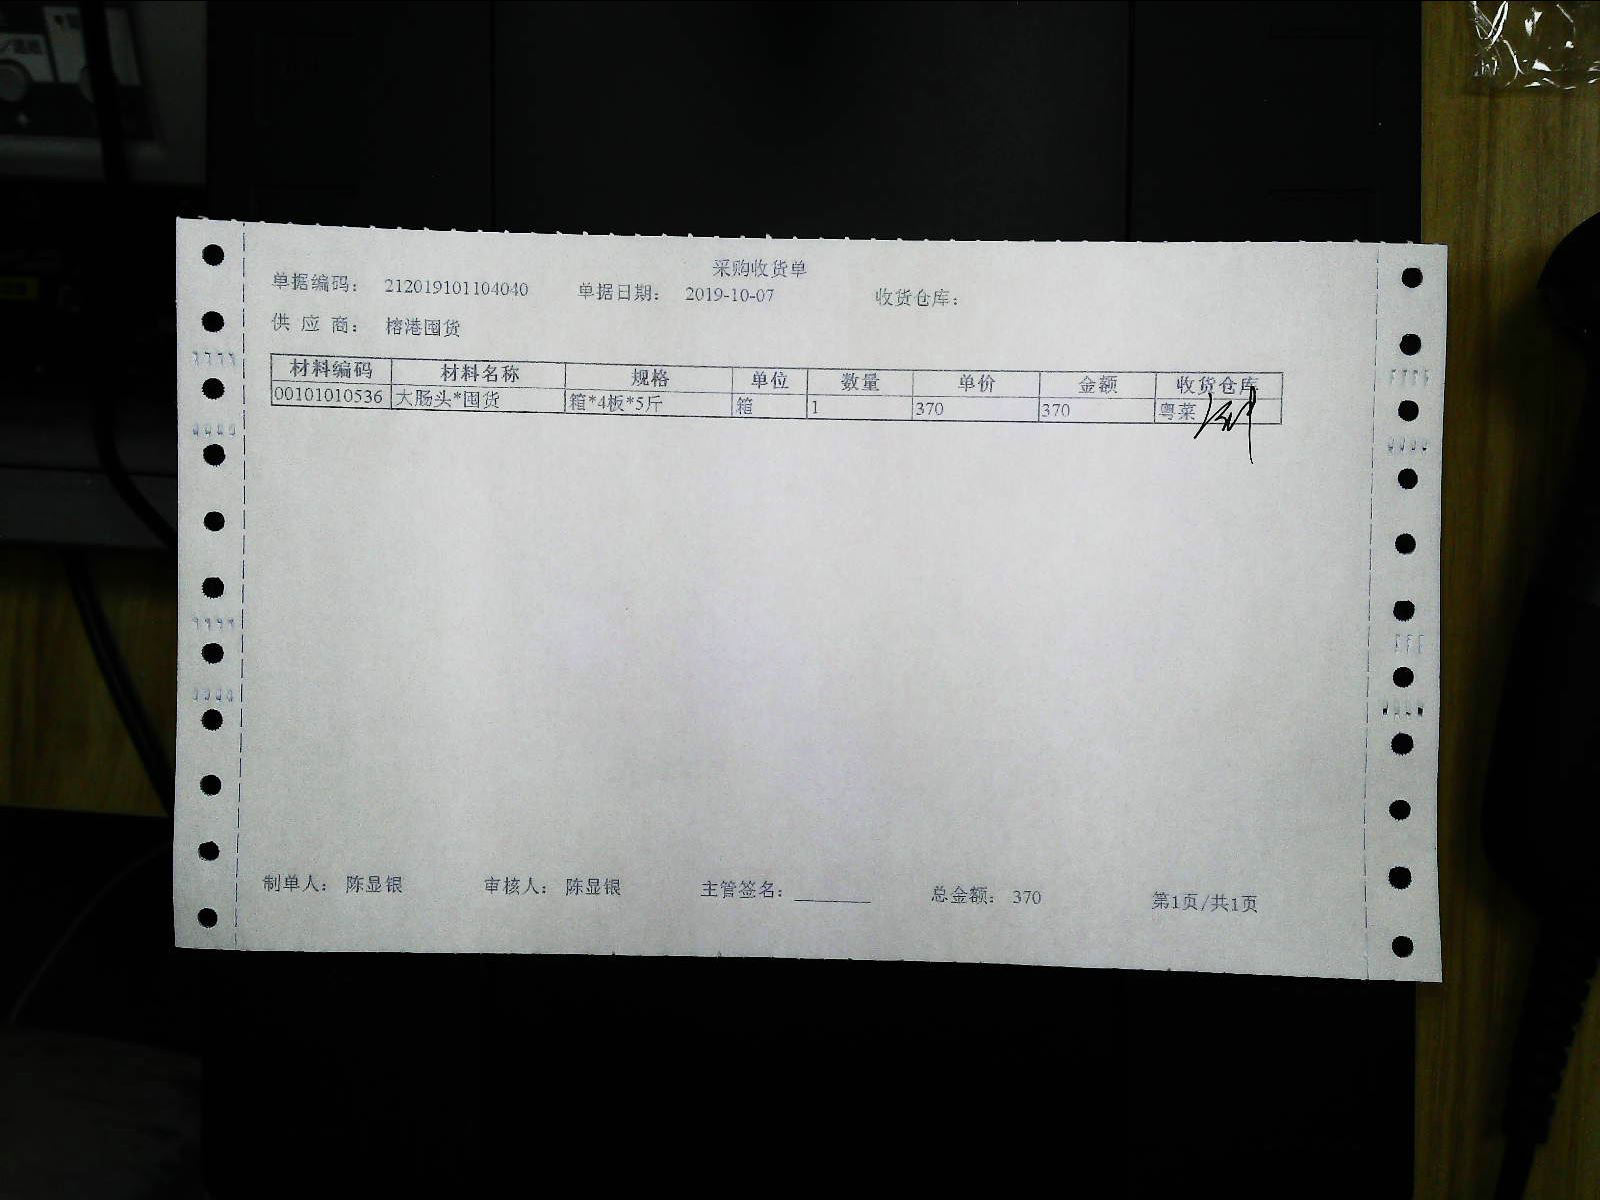 采购收货单
单据编码： 212019101104040 单据日期： 2019-10-07 收货仓库：
供 应 商： 榕港囤货
材料编码 材料名称 规格 单位 数量 单价 金额 收货仓库
00101010536 大肠头*囤货 箱*4板*5斤 箱 1 370 370 粤菜
制单人： 陈显银 审核人： 陈显银 主管签名：________ 总金额： 370 第1页/共1页